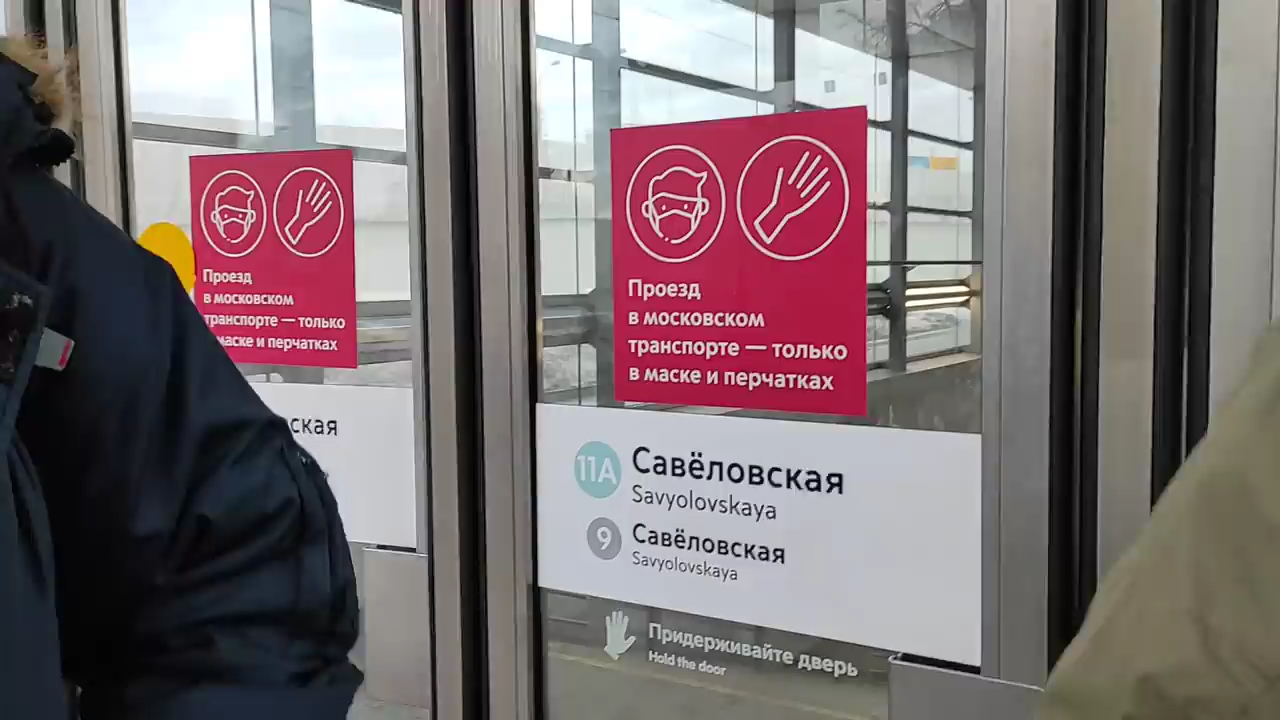 Проезд
в московском
транспорте — только
маске и перчатках
ская
Проезд
в московском
транспорте — только
в маске и перчатках
11А Савёловская
Savyolovskaya
9 Савёловская
Savyolovskaya
Придерживайте дверь
Hold the door